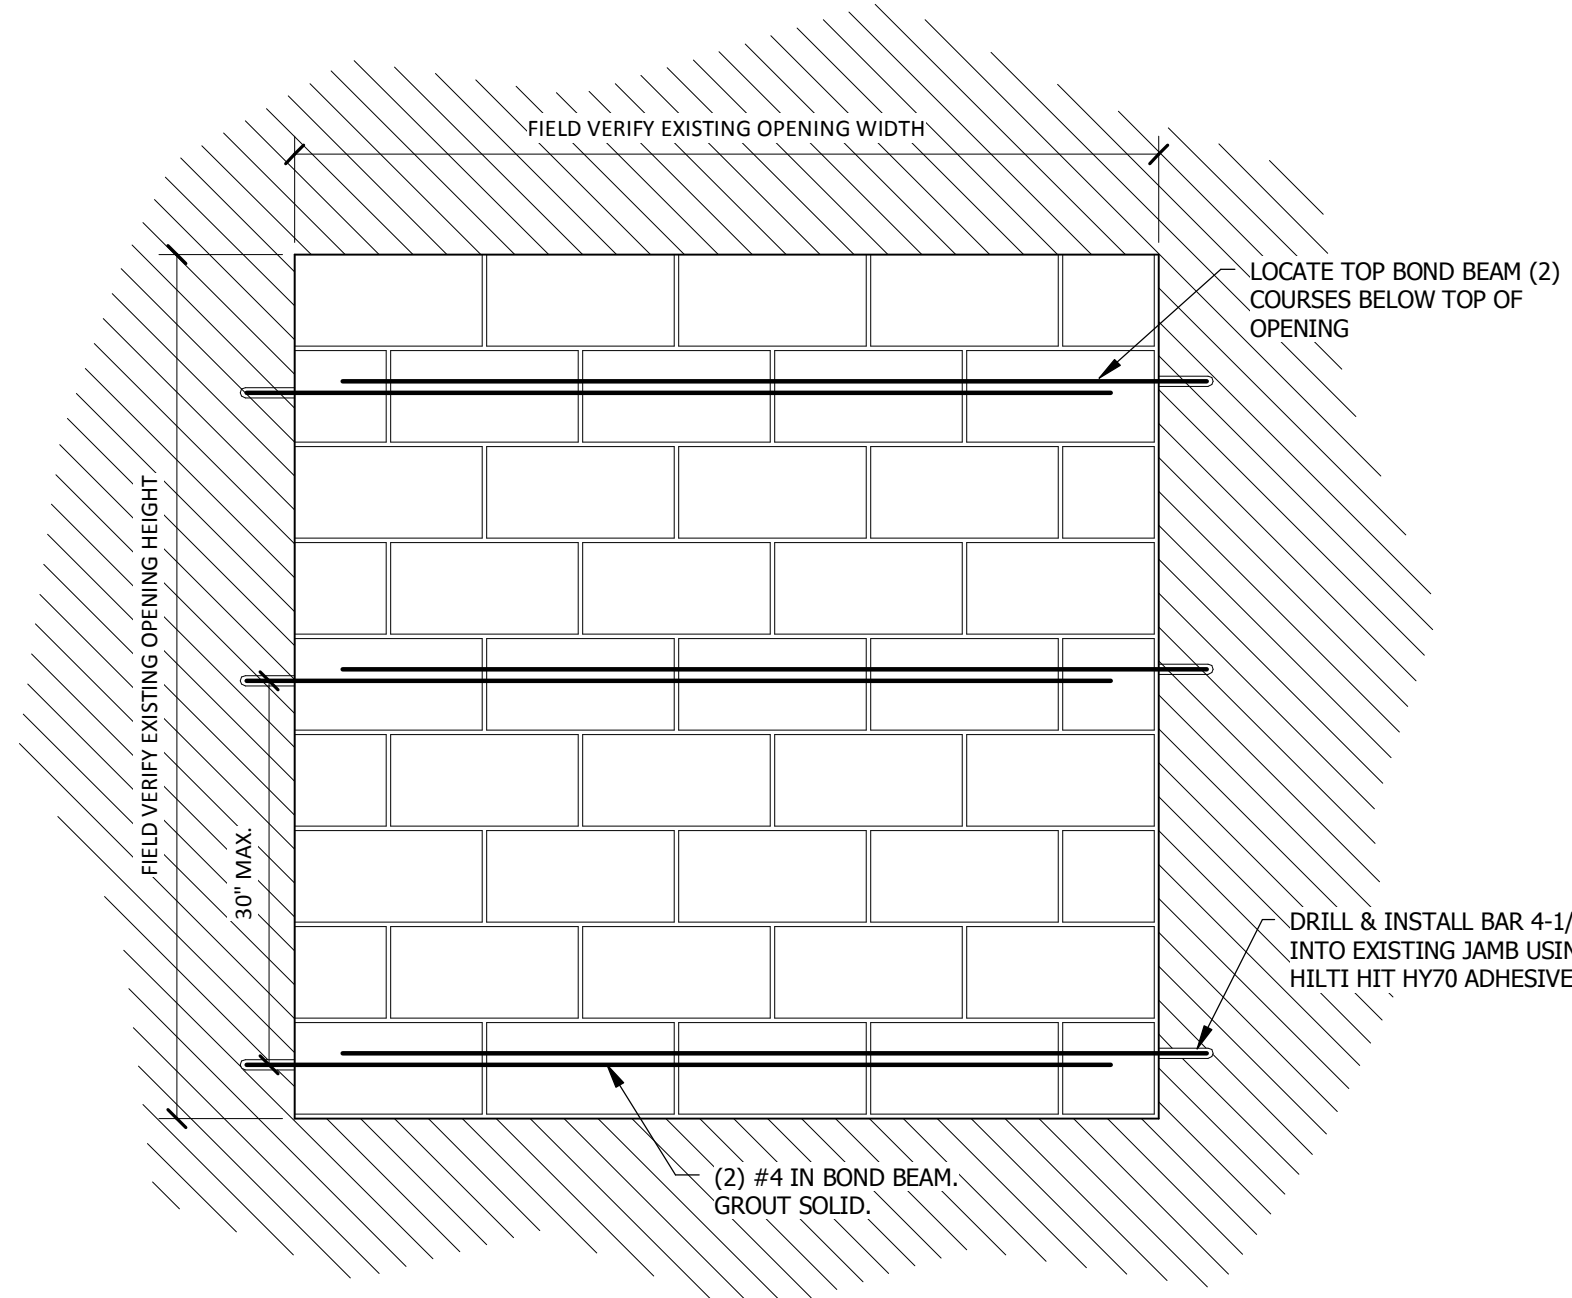 FIELD VERIFY EXISTING OPENING WIDTH
LOCATE TOP BOND BEAM (2)
COURSES BELOW TOP OF
OPENING
FIELD VERIFY EXISTING OPENING HEIGHT
30" MAX.
DRILL & INSTALL BAR 4-1/
INTO EXISTING JAMB
HILTI HIT HY70 ADHESIVE
(2) #4 IN BOND BEAM.
GROUT SOLID.